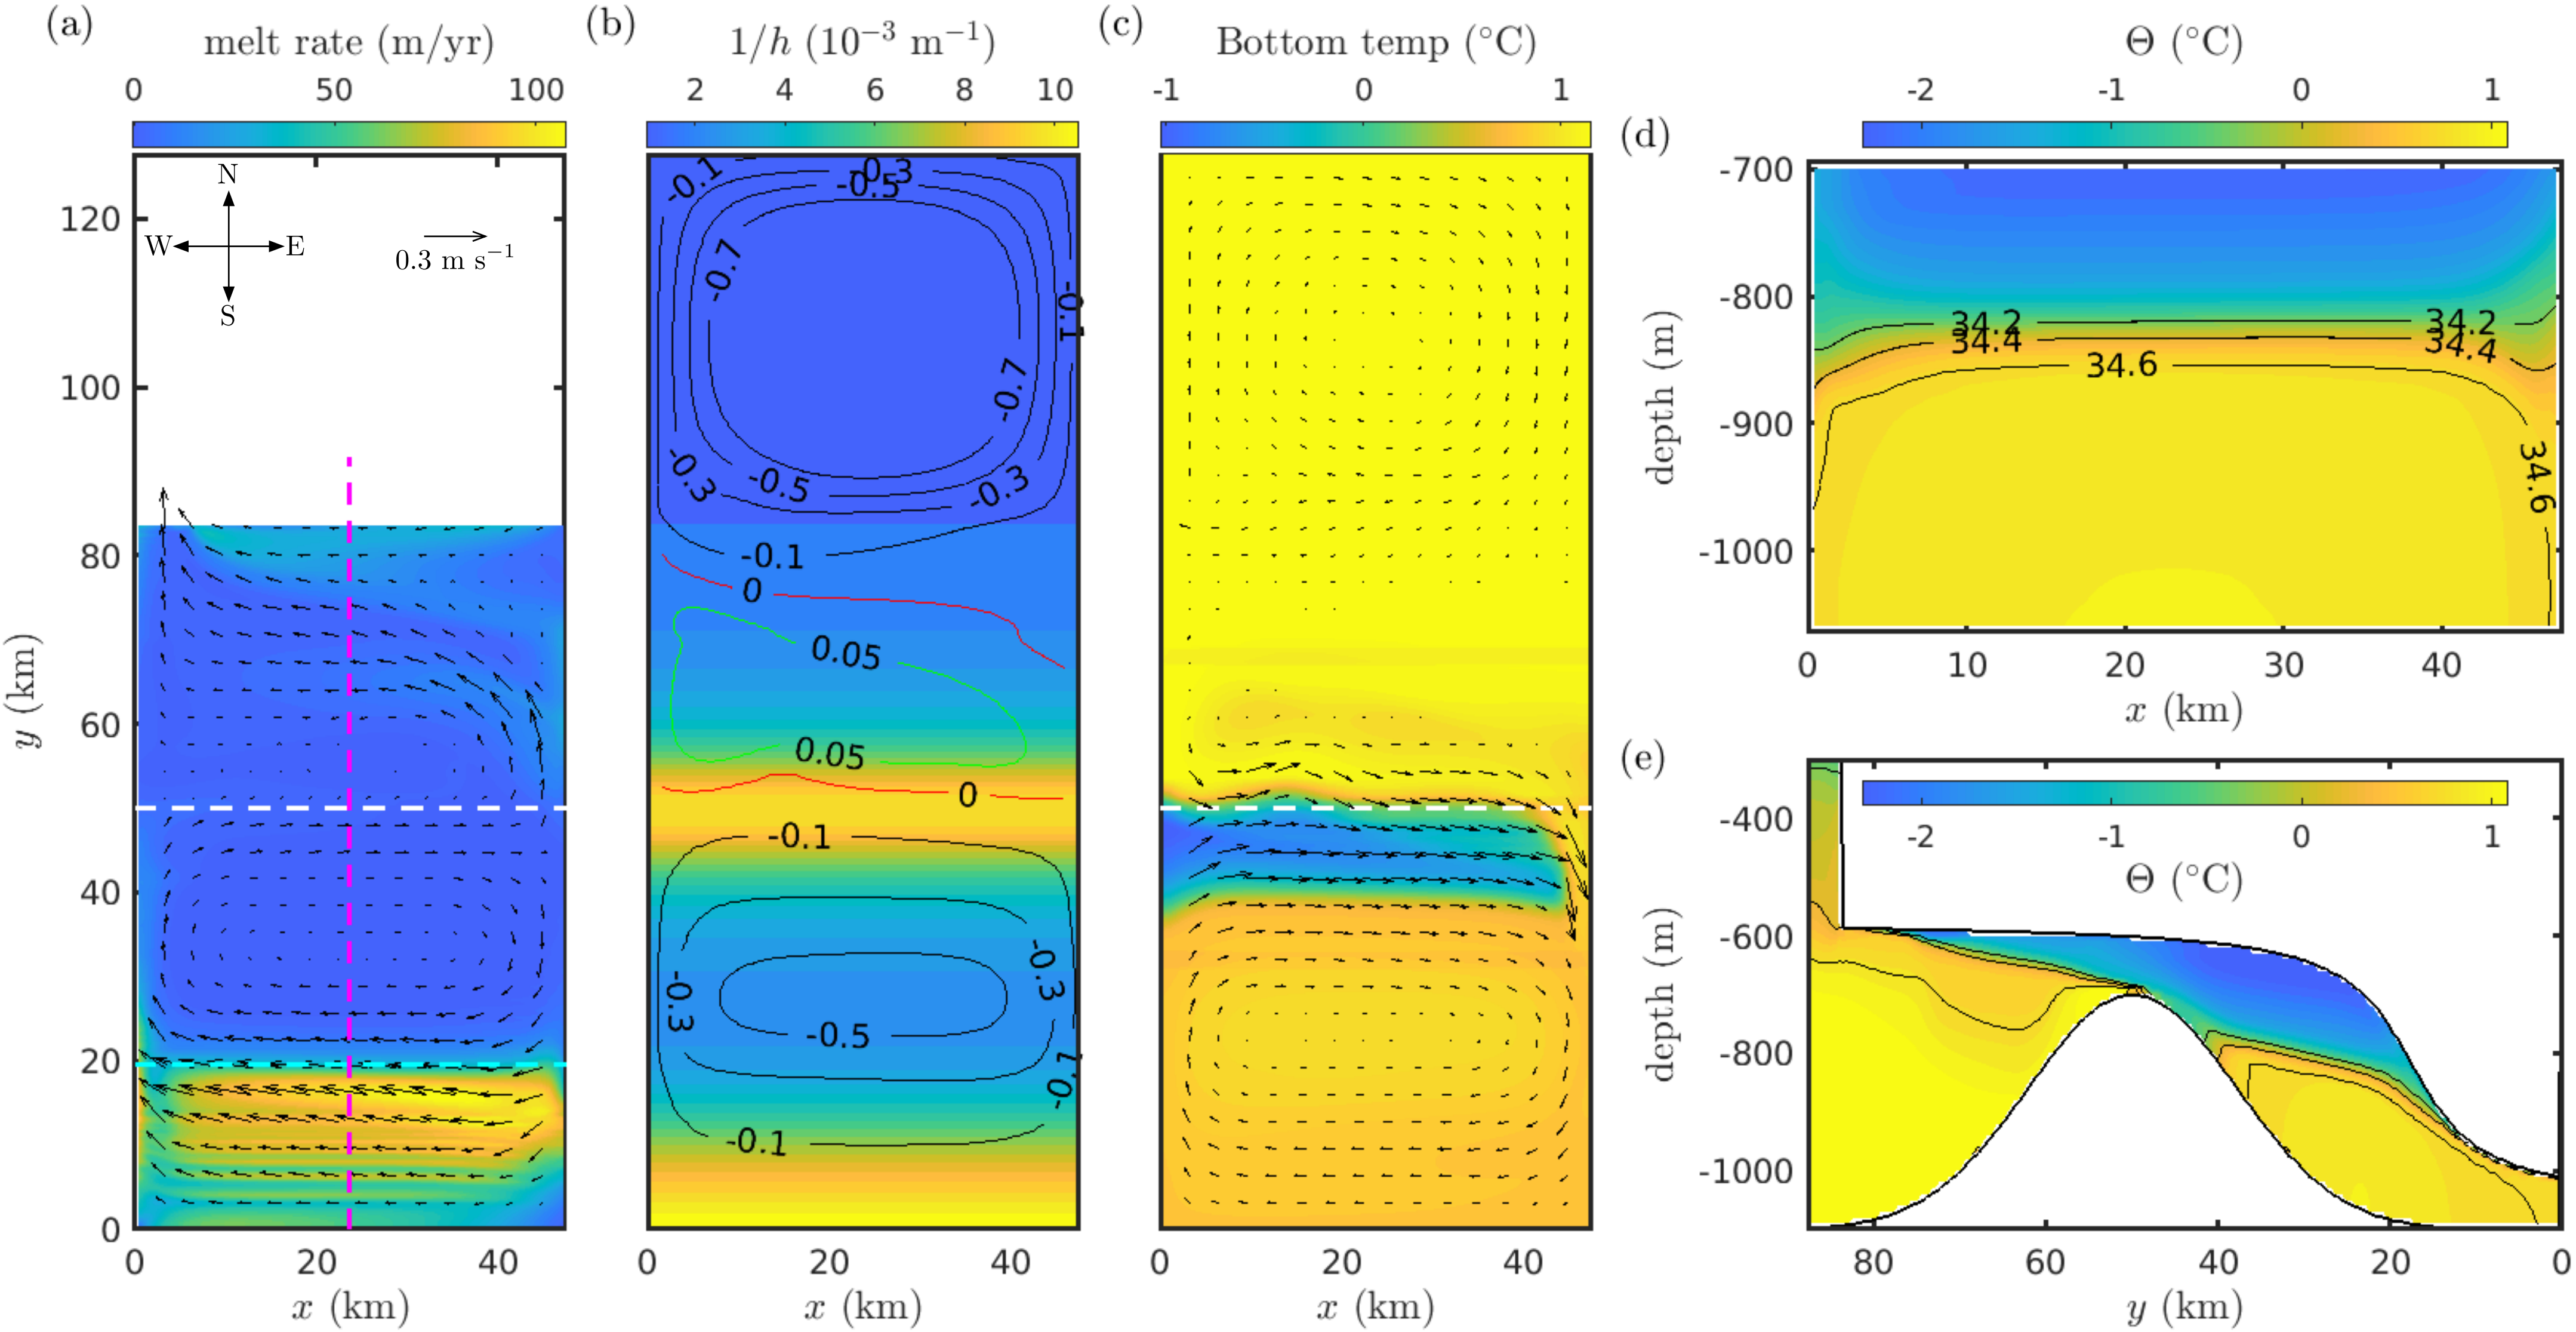 (a)
melt rate (m/yr)
0 50 100
N
W E
S
0.3 m s⁻¹
120
100
80
60
40
20
0
y (km)
0 20 40
x (km)
(b)
1/h (10⁻³ m⁻¹)
2 4 6 8 10
-0.1 -0.3
-0.5
-0.7
-0.1
-0.7
-0.3 -0.5 -0.3
-0.1
0
0.05
0.05
0
-0.1
-0.3 -0.3
-0.5
-0.1
-0.1
0 20 40
x (km)
(c)
Bottom temp (°C)
-1 0 1
0 20 40
x (km)
(d)
Θ (°C)
-2 -1 0 1
-700
-800
-900
-1000
depth (m)
34.2 34.2
34.4 34.4
34.6
34.6
0 10 20 30 40
x (km)
(e)
-2 -1 0 1
Θ (°C)
-400
-600
-800
-1000
depth (m)
80 60 40 20 0
y (km)